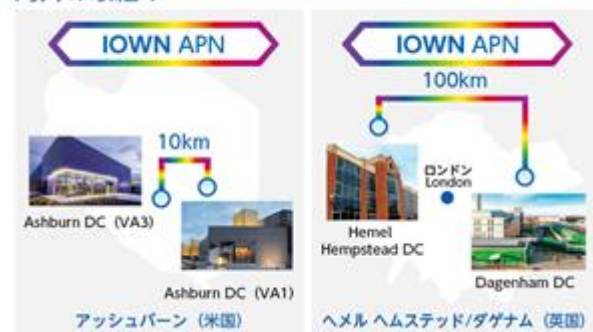 IOWN APN
10km
Ashburn DC (VA3)
Ashburn DC (VA1)
アッシュバーン（米国）
IOWN APN
100km
ロンドン
London
Hemel
Hempstead DC
Dagenham DC
ヘメル ヘムステッド/ダゲナム（英国）